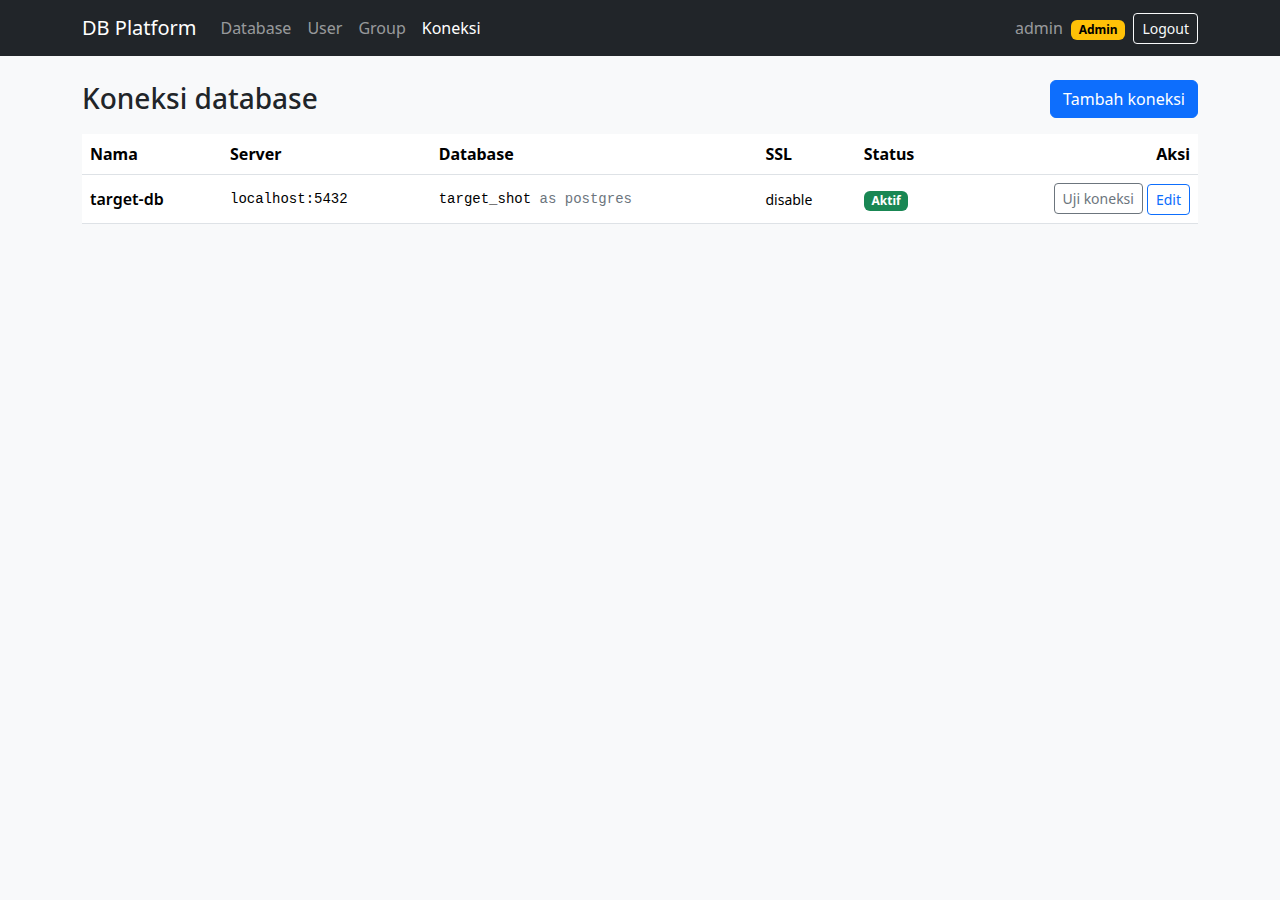 DB Platform Database User Group Koneksi admin Admin Logout
Koneksi database Tambah koneksi
Nama Server Database SSL Status Aksi
target-db localhost:5432 target_shot as postgres disable Aktif Uji koneksi Edit